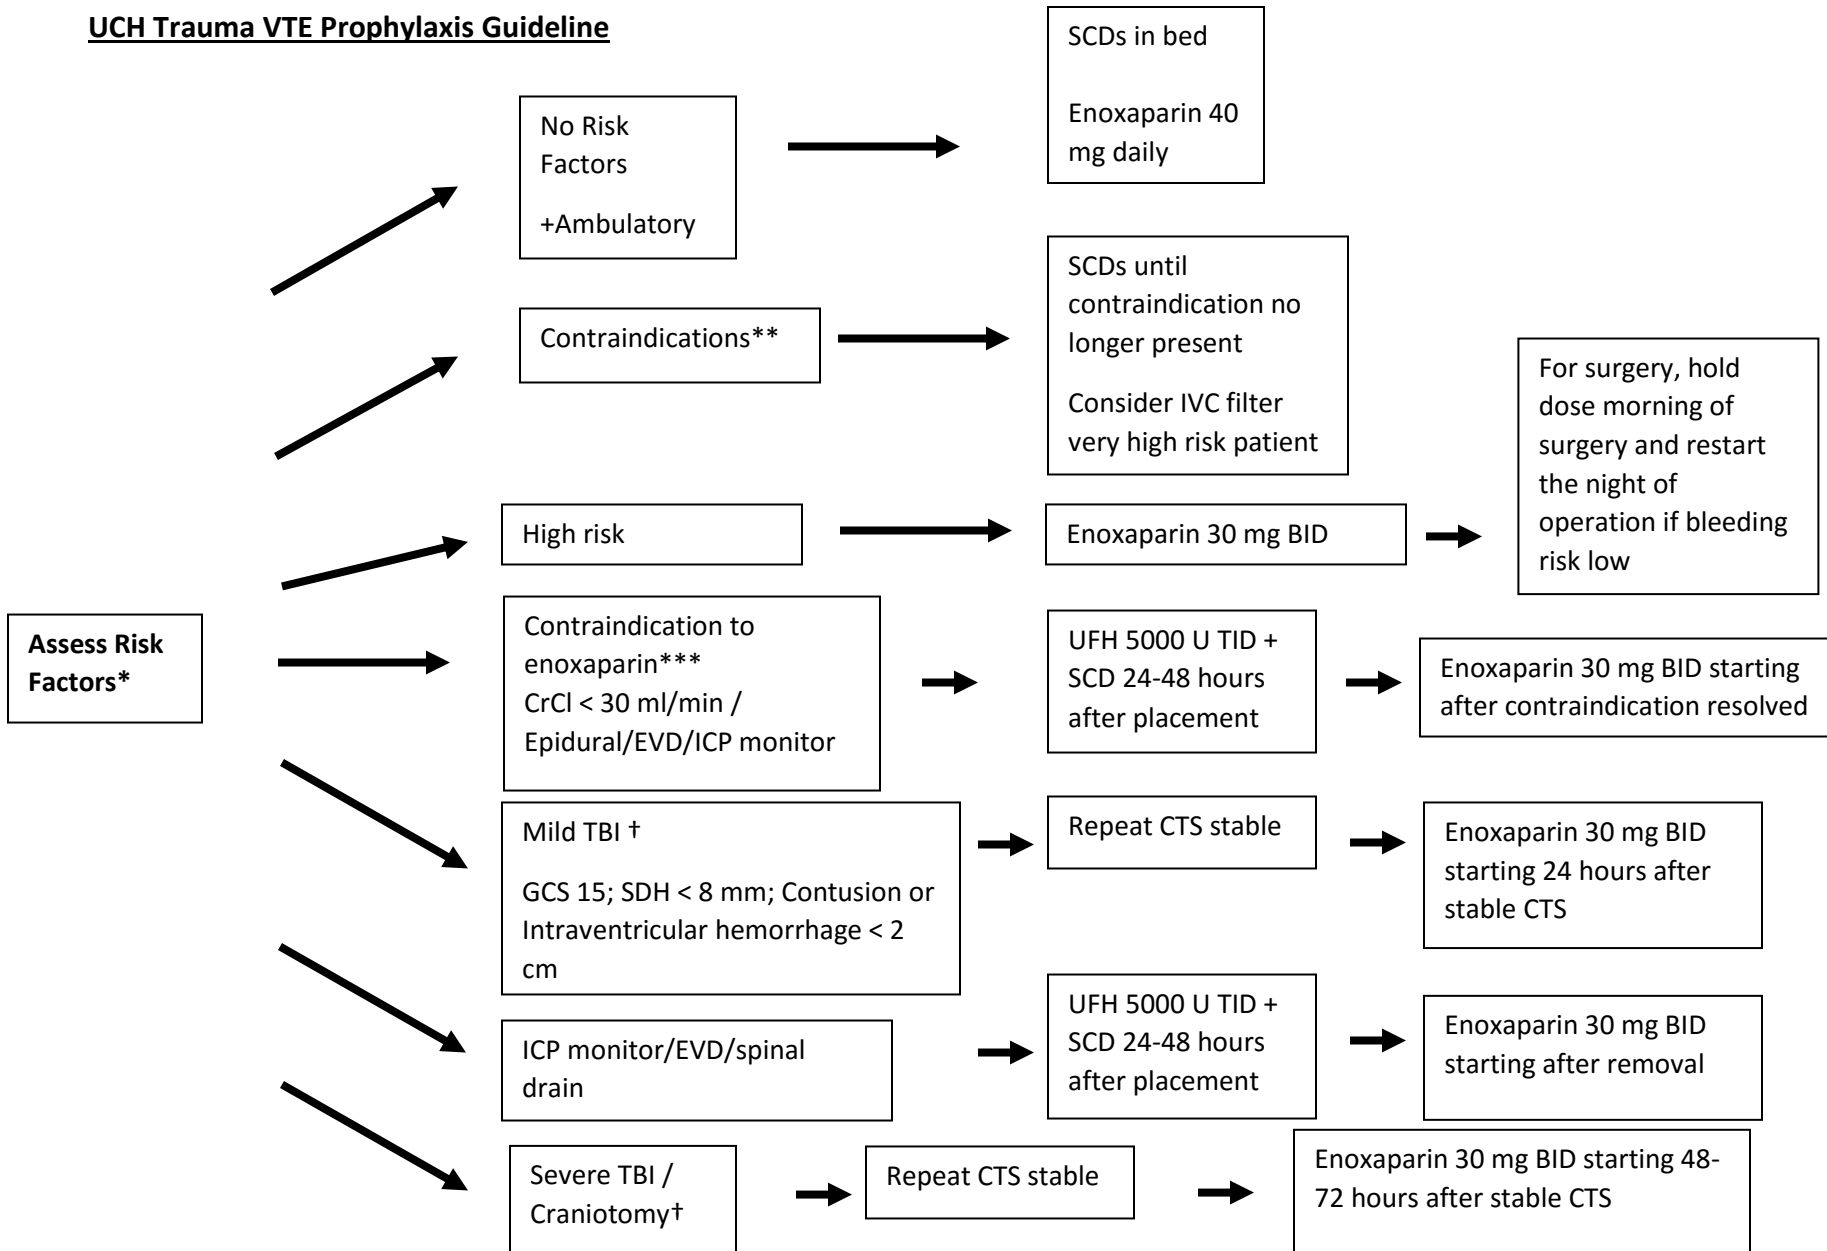 UCH Trauma VTE Prophylaxis Guideline
SCDs in bed
Enoxaparin 40
mg daily
No Risk
Factors
+Ambulatory
SCDs until
contraindication no
longer present
Consider IVC filter
very high risk patient
Contraindications**
For surgery, hold
dose morning of
surgery and restart
the night of
operation if bleeding
risk low
High risk
Enoxaparin 30 mg BID
Assess Risk
Factors*
Contraindication to
enoxaparin***
CrCl < 30 ml/min /
Epidural/EVD/ICP monitor
UFH 5000 U TID +
SCD 24-48 hours
after placement
Enoxaparin 30 mg BID starting
after contraindication resolved
Mild TBI †
GCS 15; SDH < 8 mm; Contusion or
Intraventricular hemorrhage < 2
cm
Repeat CTS stable
Enoxaparin 30 mg BID
starting 24 hours after
stable CTS
ICP monitor/EVD/spinal
drain
UFH 5000 U TID +
SCD 24-48 hours
after placement
Enoxaparin 30 mg BID
starting after removal
Severe TBI /
Craniotomy†
Repeat CTS stable
Enoxaparin 30 mg BID starting 48-
72 hours after stable CTS